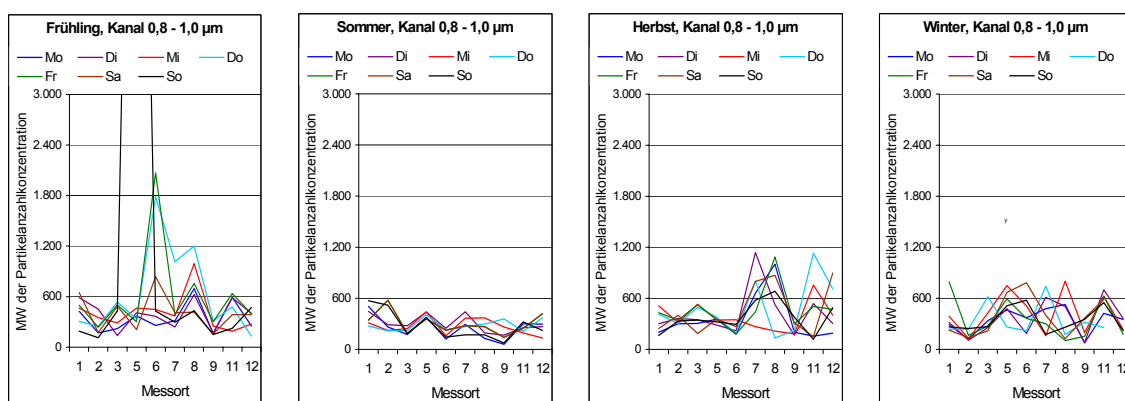 Frühling, Kanal 0,8 - 1,0 µm
Mo Di Mi Do
Fr Sa So
MW der Partikelanzahlkonzentration
3.000
2.400
1.800
1.200
600
0
1 2 3 5 6 7 8 9 11 12
Messort
Sommer, Kanal 0,8 - 1,0 µm
Mo Di Mi Do
Fr Sa So
MW der Partikelanzahlkonzentration
3.000
2.400
1.800
1.200
600
0
1 2 3 5 6 7 8 9 11 12
Messort
Herbst, Kanal 0,8 - 1,0 µm
Mo Di Mi Do
Fr Sa So
MW der Partikelanzahlkonzentration
3.000
2.400
1.800
1.200
600
0
1 2 3 5 6 7 8 9 11 12
Messort
Winter, Kanal 0,8 - 1,0 µm
Mo Di Mi Do
Fr Sa So
MW der Partikelanzahlkonzentration
3.000
2.400
1.800
y
1.200
600
0
1 2 3 5 6 7 8 9 11 12
Messort